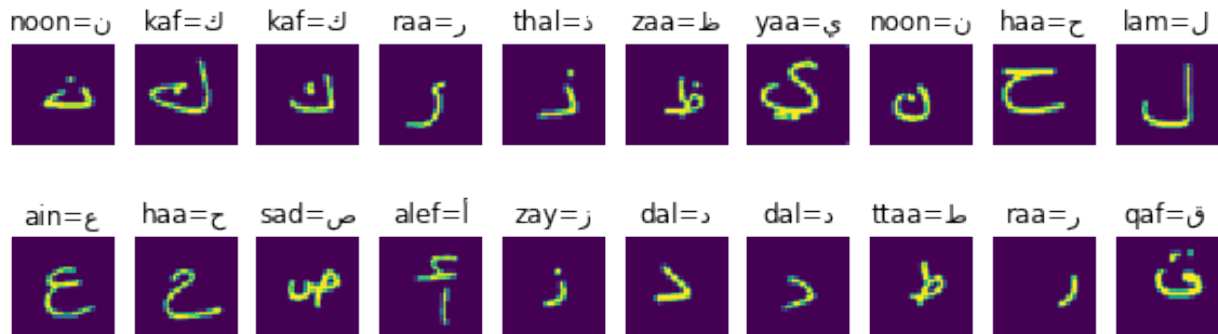 noon=ن kaf=ك kaf=ك raa=ر thal=ذ zaa=ظ yaa=ي noon=ن haa=ح lam=ل
ن ك ك ر ذ ظ ي ن ح ل
ain=ع haa=ح sad=ص alef=أ zay=ز dal=د dal=د ttaa=ط raa=ر qaf=ق
ع ح ص أ ز د د ط ر ق